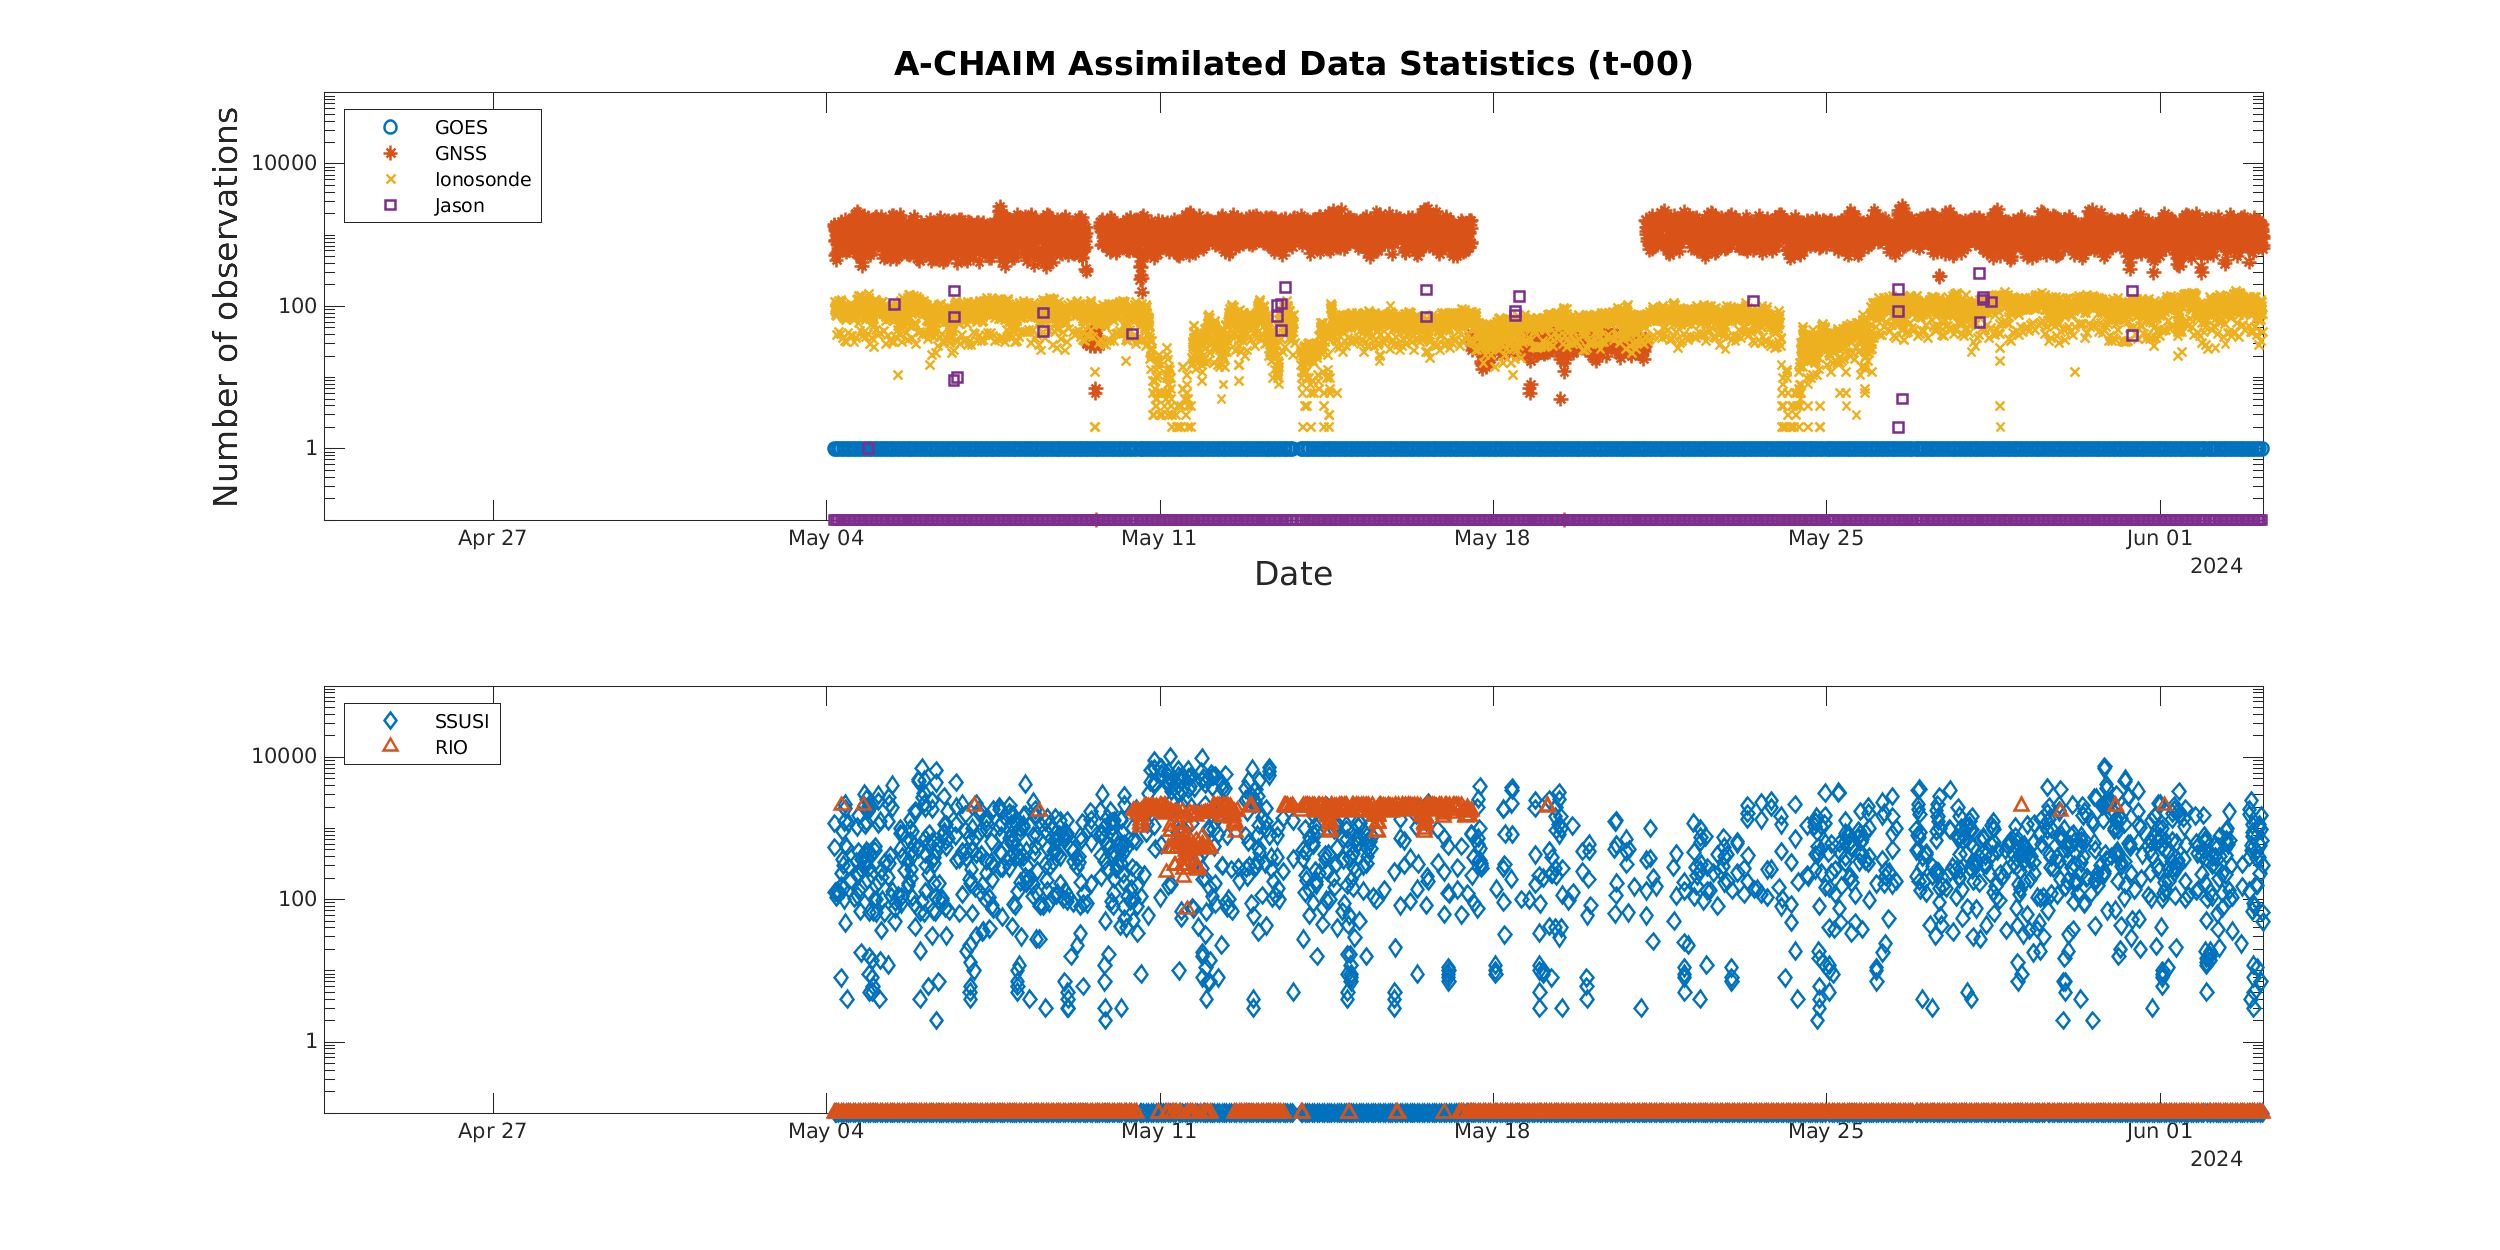 A-CHAIM Assimilated Data Statistics (t-00)
Number of observations
GOES
GNSS
Ionosonde
Jason
10000
100
1
Apr 27
May 04
May 11
May 18
May 25
Jun 01
2024
Date
SSUSI
RIO
10000
100
1
Apr 27
May 04
May 11
May 18
May 25
Jun 01
2024